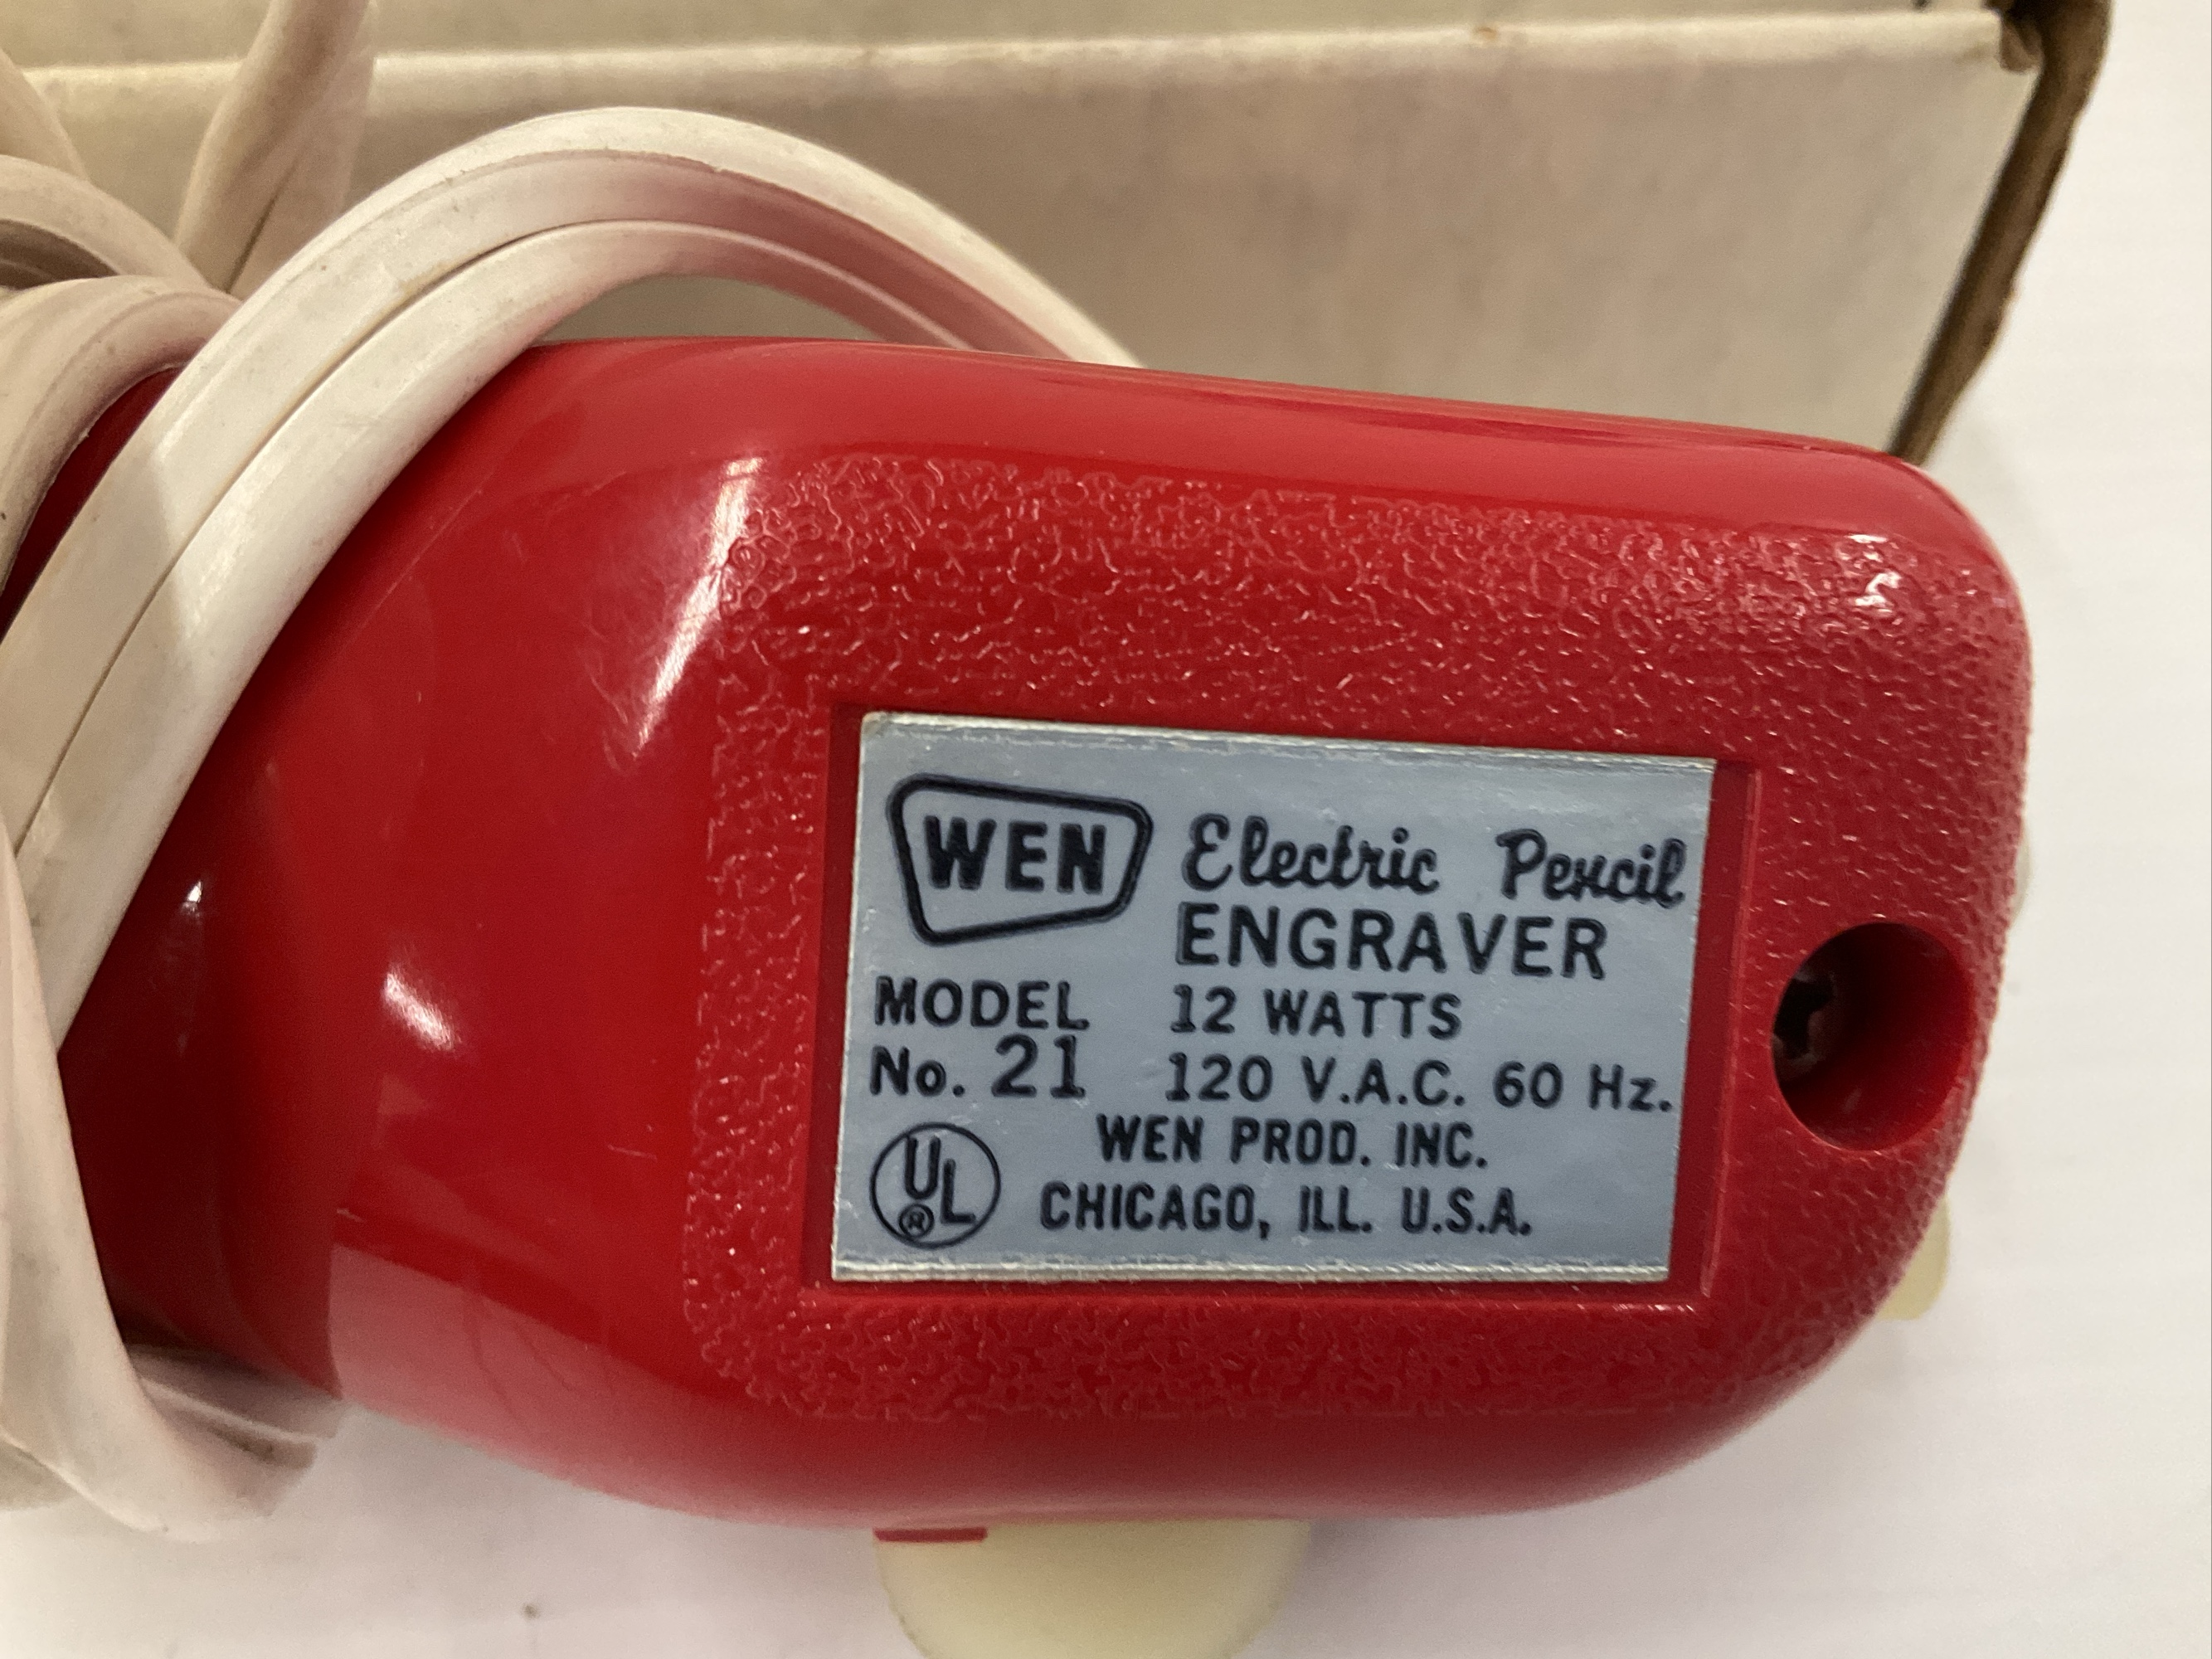 WEN Electric Pencil
ENGRAVER
MODEL 12 WATTS
No. 21 120 V.A.C. 60 Hz.
WEN PROD. INC.
UL® CHICAGO, ILL. U.S.A.